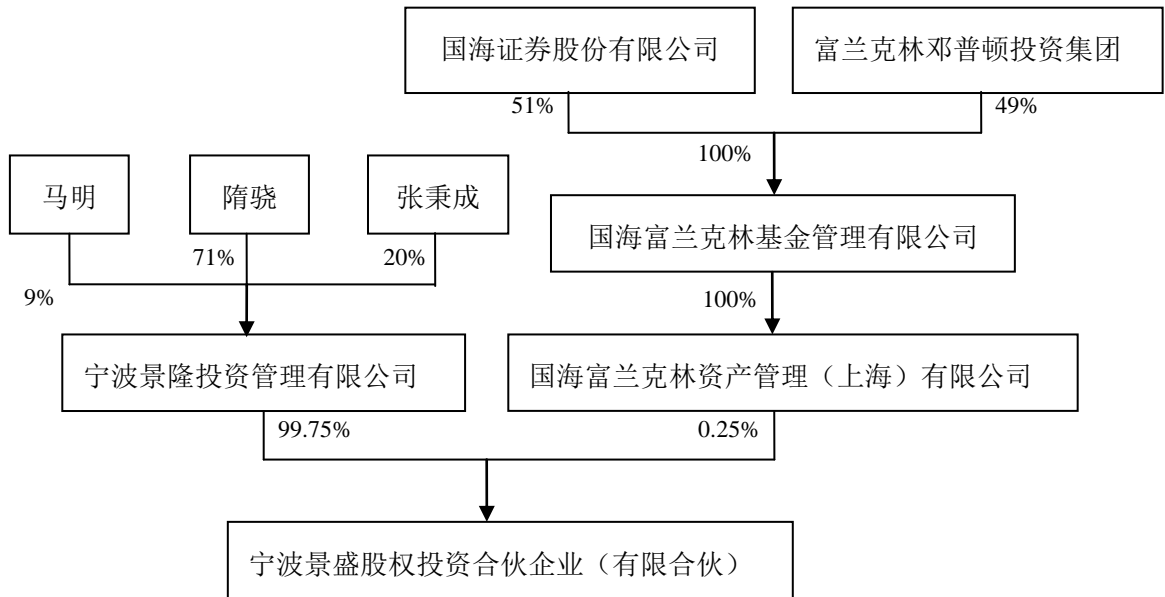 国海证券股份有限公司
富兰克林邓普顿投资集团
51%
49%
100%
马明
隋骁
张秉成
国海富兰克林基金管理有限公司
71%
20%
9%
100%
宁波景隆投资管理有限公司
国海富兰克林资产管理（上海）有限公司
99.75%
0.25%
宁波景盛股权投资合伙企业（有限合伙）